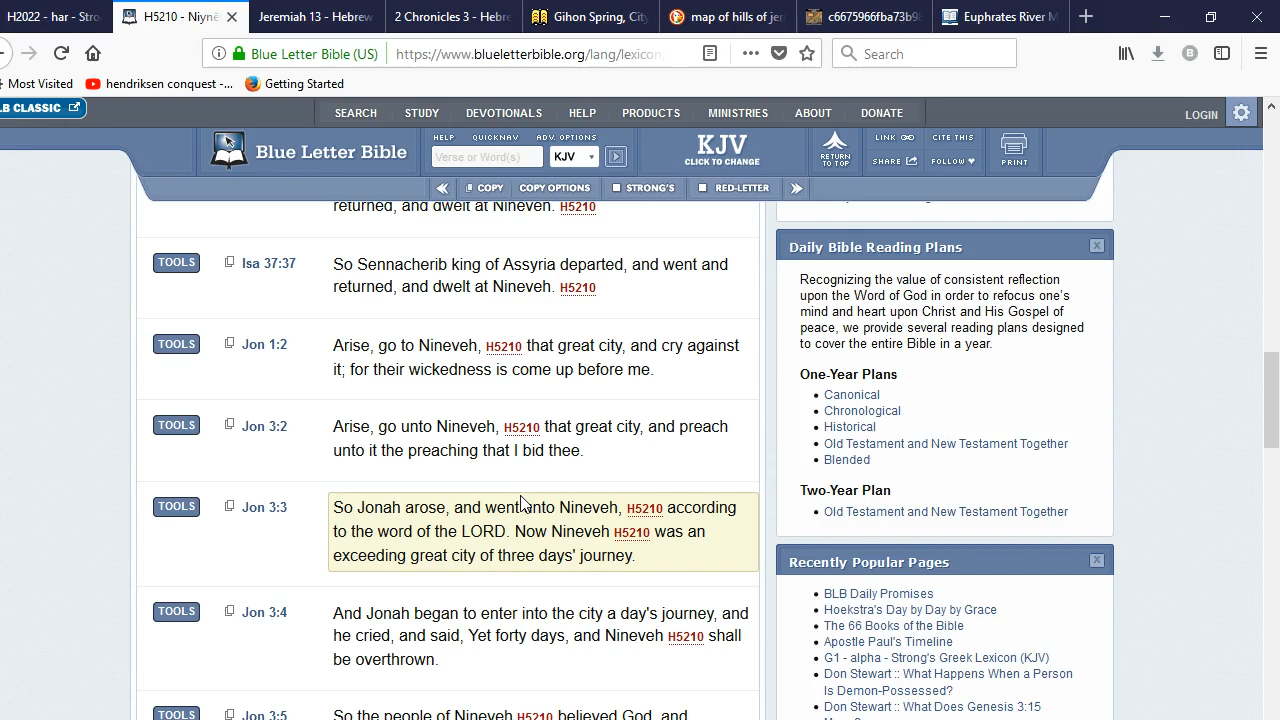 H2022 - har - Stro
H5210 - Niynĕ
Jeremiah 13 - Hebrew
2 Chronicles 3 - Hebre
Gihon Spring, City
map of hills of jer
c6675966fba73b98
Euphrates River M
Blue Letter Bible (US)
https://www.blueletterbible.org/lang/lexicon
Search
Most Visited
hendriksen conquest -...
Getting Started
LB CLASSIC
SEARCH STUDY DEVOTIONALS HELP PRODUCTS MINISTRIES ABOUT DONATE
LOGIN
Blue Letter Bible
HELP QUICKNAV ADV. OPTIONS
Verse or Word(s)
KJV
KJV
CLICK TO CHANGE
RETURN
TO TOP
LINK
CITE THIS
SHARE
FOLLOW
PRINT
COPY COPY OPTIONS STRONG'S RED-LETTER
returned, and dwelt at Nineveh. H5210
TOOLS Isa 37:37
So Sennacherib king of Assyria departed, and went and
returned, and dwelt at Nineveh. H5210
TOOLS Jon 1:2
Arise, go to Nineveh, H5210 that great city, and cry against
it; for their wickedness is come up before me.
TOOLS Jon 3:2
Arise, go unto Nineveh, H5210 that great city, and preach
unto it the preaching that I bid thee.
TOOLS Jon 3:3
So Jonah arose, and went unto Nineveh, H5210 according
to the word of the LORD. Now Nineveh H5210 was an
exceeding great city of three days' journey.
TOOLS Jon 3:4
And Jonah began to enter into the city a day's journey, and
he cried, and said, Yet forty days, and Nineveh H5210 shall
be overthrown.
TOOLS Jon 3:5
So the people of Nineveh H5210 believed God, and
Daily Bible Reading Plans
Recognizing the value of consistent reflection
upon the Word of God in order to refocus one's
mind and heart upon Christ and His Gospel of
peace, we provide several reading plans designed
to cover the entire Bible in a year.
One-Year Plans
Canonical
Chronological
Historical
Old Testament and New Testament Together
Blended
Two-Year Plan
Old Testament and New Testament Together
Recently Popular Pages
BLB Daily Promises
Hoekstra's Day by Day by Grace
The 66 Books of the Bible
Apostle Paul's Timeline
G1 - alpha - Strong's Greek Lexicon (KJV)
Don Stewart :: What Happens When a Person
Is Demon-Possessed?
Don Stewart :: What Does Genesis 3:15